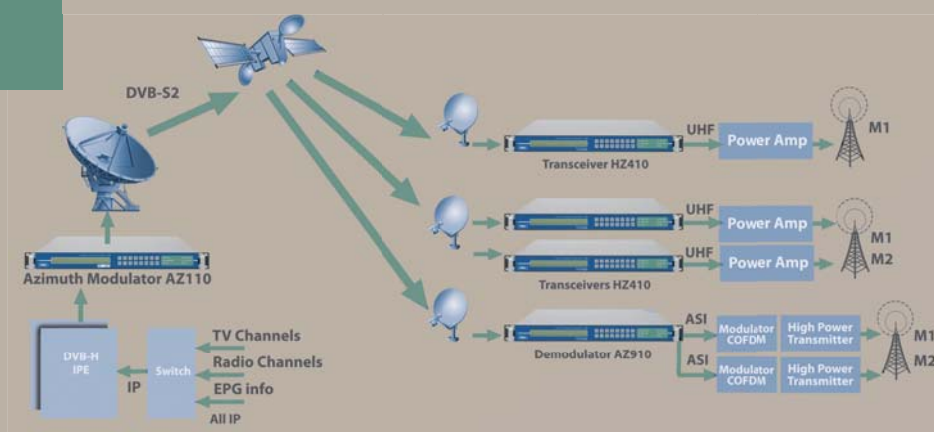 DVB-S2
UHF
Power Amp
M1
Transceiver HZ410
UHF
Power Amp
M1
UHF
Power Amp
M2
Transceivers HZ410
Azimuth Modulator AZ110
ASI
Modulator
COFDM
High Power
Transmitter
M1
Demodulator AZ910
ASI
Modulator
COFDM
High Power
Transmitter
M2
DVB-H
IPE
IP
Switch
TV Channels
Radio Channels
EPG info
All IP